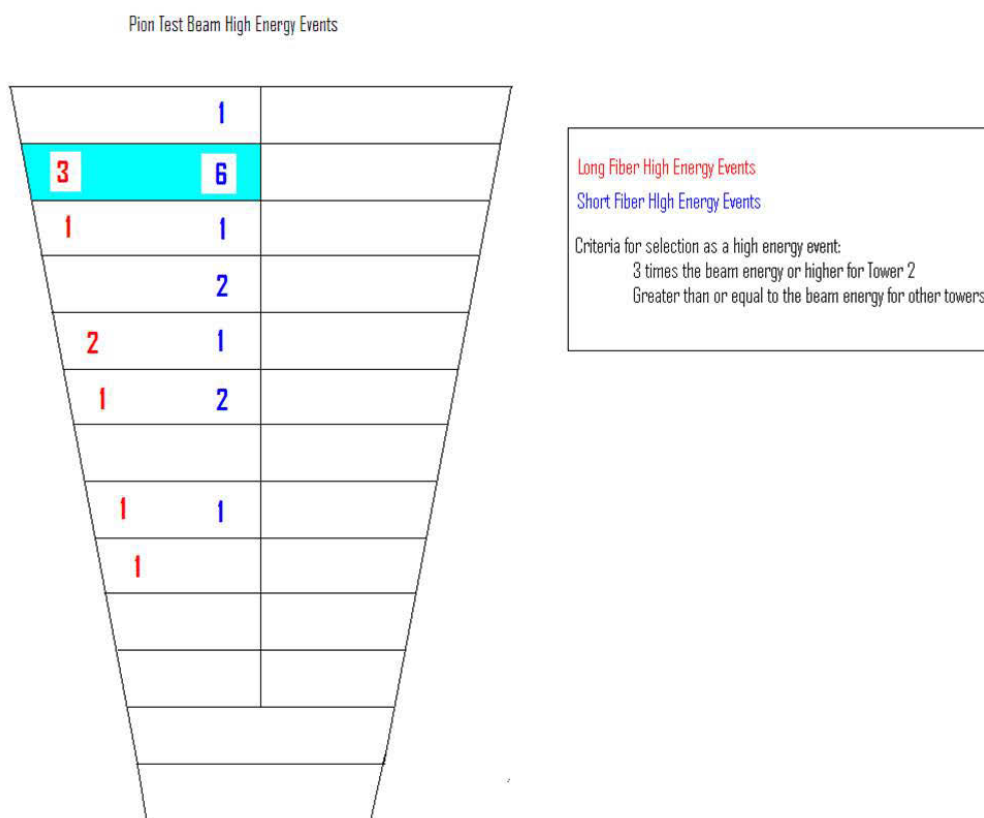 Pion Test Beam High Energy Events
1
3 6
1 1
2
2 1
1 2
1 1
1
Long Fiber High Energy Events
Short Fiber HIgh Energy Events
Criteria for selection as a high energy event:
3 times the beam energy or higher for Tower 2
Greater than or equal to the beam energy for other towers